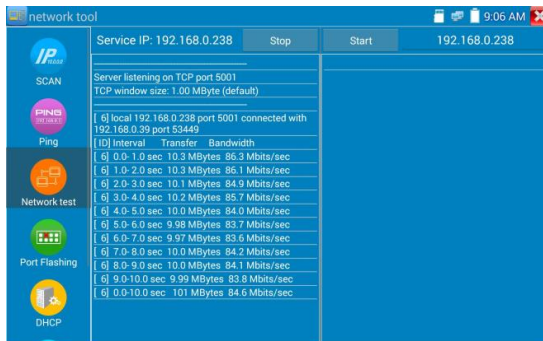 network tool
9:06 AM
Service IP: 192.168.0.238
Stop
Start
192.168.0.238
IP
SCAN
PING
Ping
Network test
Port Flashing
DHCP
Server listening on TCP port 5001
TCP window size: 1.00 MByte (default)
[ 6] local 192.168.0.238 port 5001 connected with
192.168.0.39 port 53449
[ ID] Interval Transfer Bandwidth
[ 6] 0.0- 1.0 sec 10.3 MBytes 86.3 Mbits/sec
[ 6] 1.0- 2.0 sec 10.3 MBytes 86.1 Mbits/sec
[ 6] 2.0- 3.0 sec 10.1 MBytes 84.9 Mbits/sec
[ 6] 3.0- 4.0 sec 10.2 MBytes 85.7 Mbits/sec
[ 6] 4.0- 5.0 sec 10.0 MBytes 84.0 Mbits/sec
[ 6] 5.0- 6.0 sec 9.98 MBytes 83.7 Mbits/sec
[ 6] 6.0- 7.0 sec 9.97 MBytes 83.6 Mbits/sec
[ 6] 7.0- 8.0 sec 10.0 MBytes 84.2 Mbits/sec
[ 6] 8.0- 9.0 sec 10.0 MBytes 84.1 Mbits/sec
[ 6] 9.0-10.0 sec 9.99 MBytes 83.8 Mbits/sec
[ 6] 0.0-10.0 sec 101 MBytes 84.6 Mbits/sec